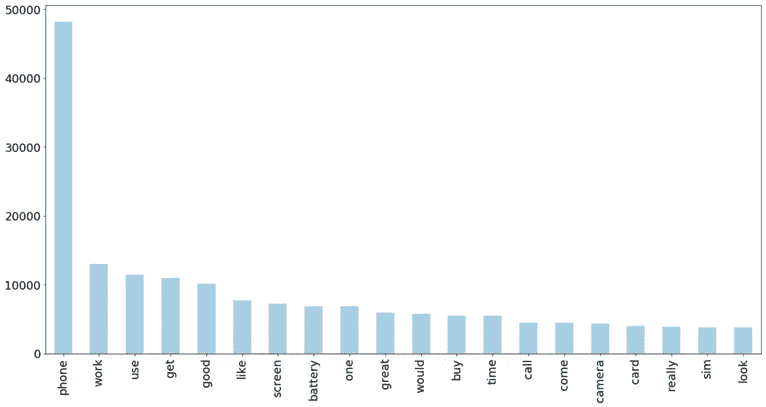 50000
40000
30000
20000
10000
0
phone
work
use
get
good
like
screen
battery
one
great
would
buy
time
call
come
camera
card
really
sim
look